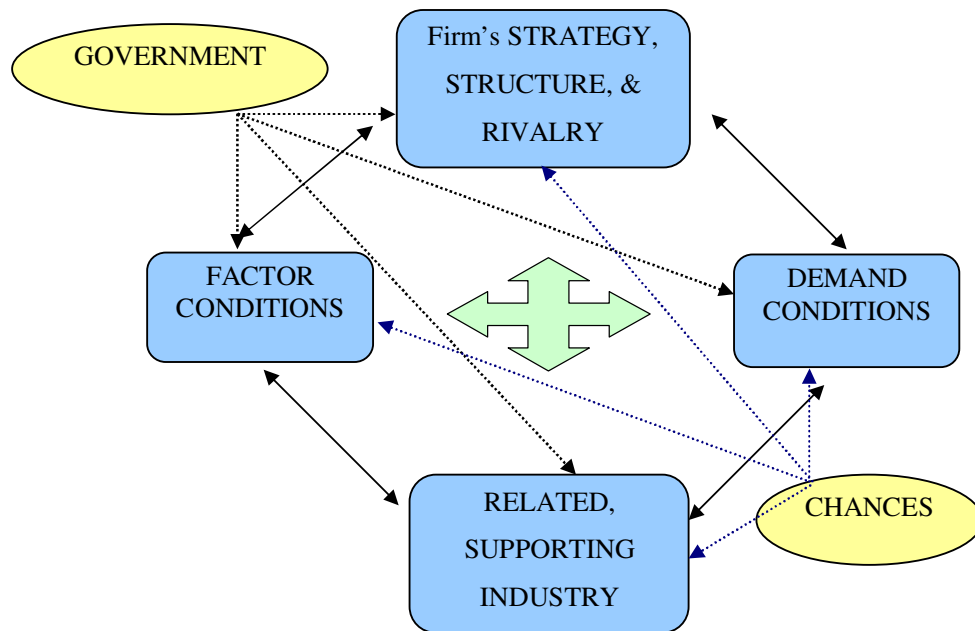 GOVERNMENT
Firm’s STRATEGY,
STRUCTURE, &
RIVALRY
FACTOR
CONDITIONS
DEMAND
CONDITIONS
RELATED,
SUPPORTING
INDUSTRY
CHANCES